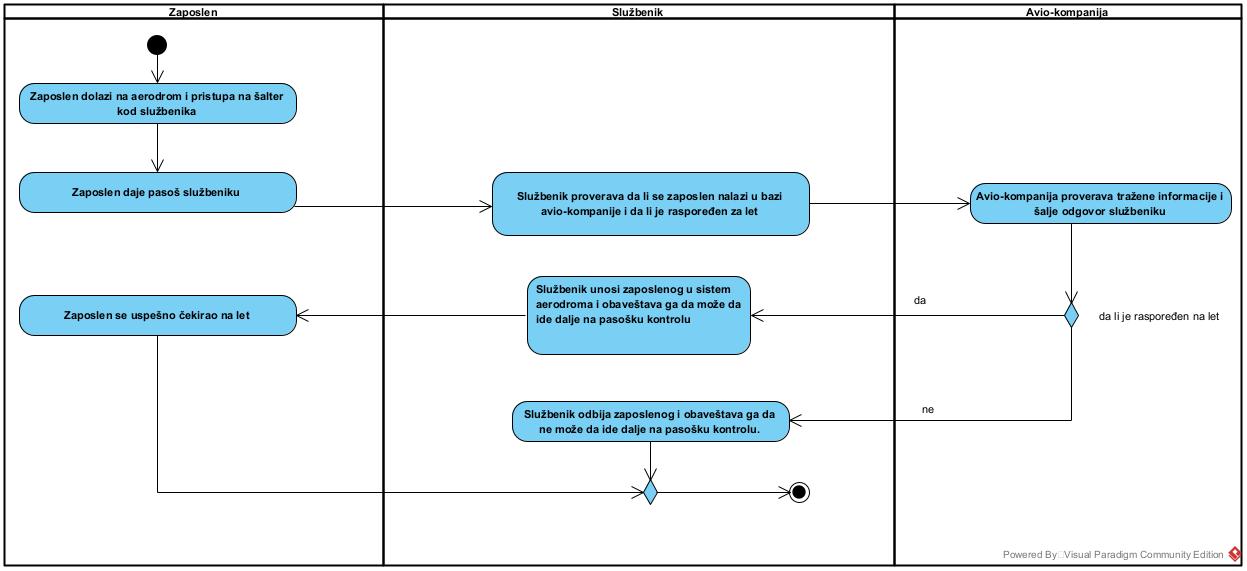 Zaposlen
Službenik
Avio-kompanija
Zaposlen dolazi na aerodrom i pristupa na šalter
kod službenika
Zaposlen daje pasoš službeniku
Službenik proverava da li se zaposlen nalazi u bazi
avio-kompanije i da li je raspoređen za let
Avio-kompanija proverava tražene informacije i
šalje odgovor službeniku
da li je raspoređen na let
da
Službenik unosi zaposlenog u sistem
aerodroma i obaveštava ga da može da
ide dalje na pasošku kontrolu
Zaposlen se uspešno čekirao na let
ne
Službenik odbija zaposlenog i obaveštava ga da
ne može da ide dalje na pasošku kontrolu.
Powered By Visual Paradigm Community Edition